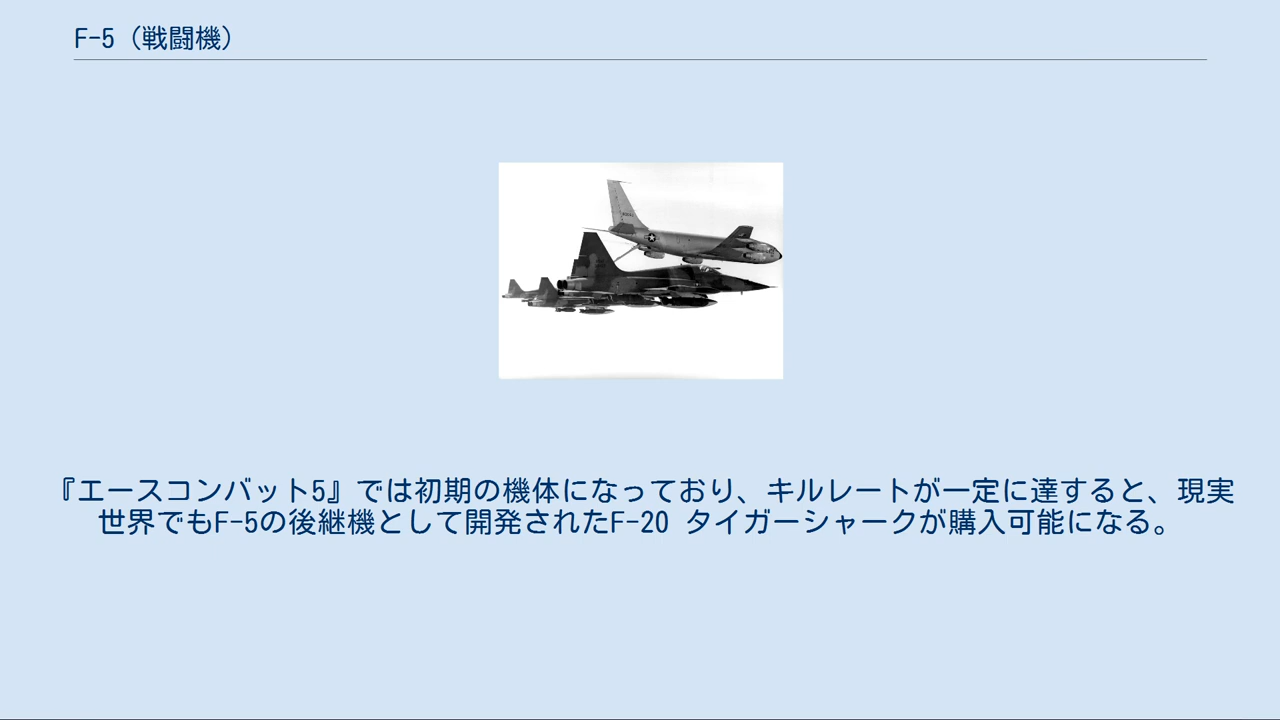 F-5（戦闘機）
『エースコンバット5』では初期の機体になっており、キルレートが一定に達すると、現実
世界でもF-5の後継機として開発されたF-20 タイガーシャークが購入可能になる。